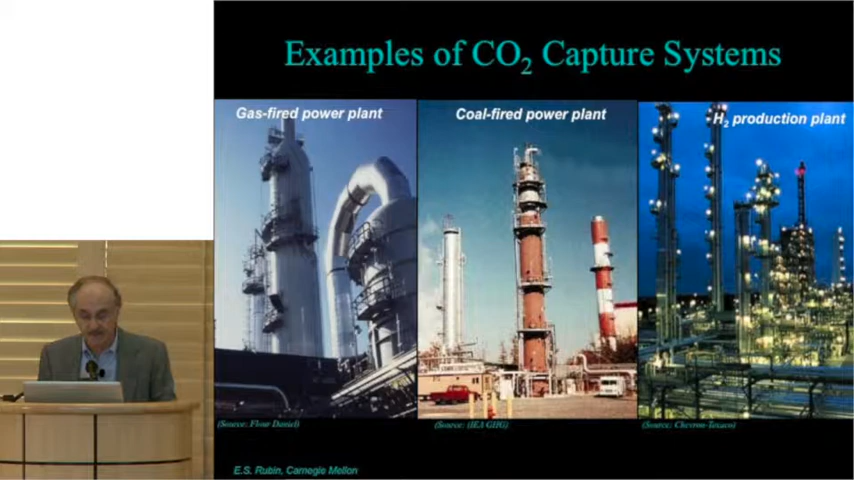 Examples of CO₂ Capture Systems
Gas-fired power plant
Coal-fired power plant
H₂ production plant
(Source: Flour Daniel)
(Source: (IEA GHG)
(Source: Chevron-Texaco)
E.S. Rubin, Carnegie Mellon